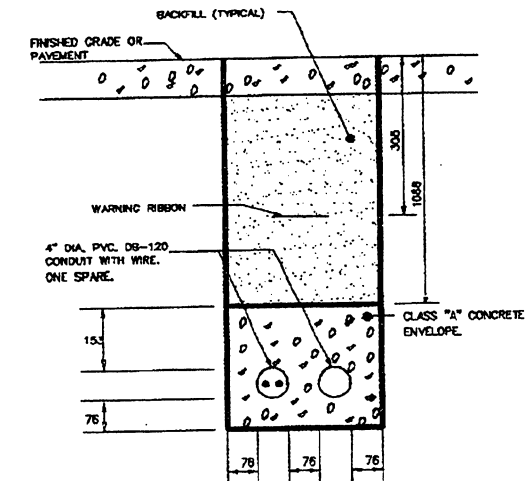 BACKFILL (TYPICAL)
FINISHED GRADE OR
PAVEMENT
308
1088
WARNING RIBBON
4" DIA. PVC. DB-120
CONDUIT WITH WIRE.
ONE SPARE.
CLASS "A" CONCRETE
ENVELOPE.
153
76
76
76
76